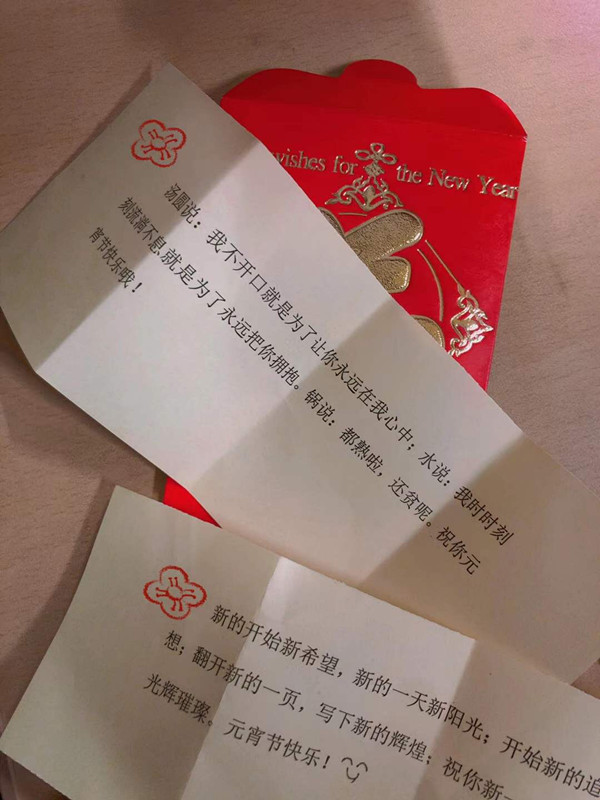 wishes for the New Year
汤圆说：我不开口就是为了让你永远在我心中；水说：我时时刻
刻流淌不息就是为了永远把你拥抱。锅说：都熟啦，还贫呢。祝你元
宵节快乐哦！
新的开始新希望，新的一天新阳光；开始新的追
想；翻开新的一页，写下新的辉煌；祝你新一
光辉璀璨。元宵节快乐！